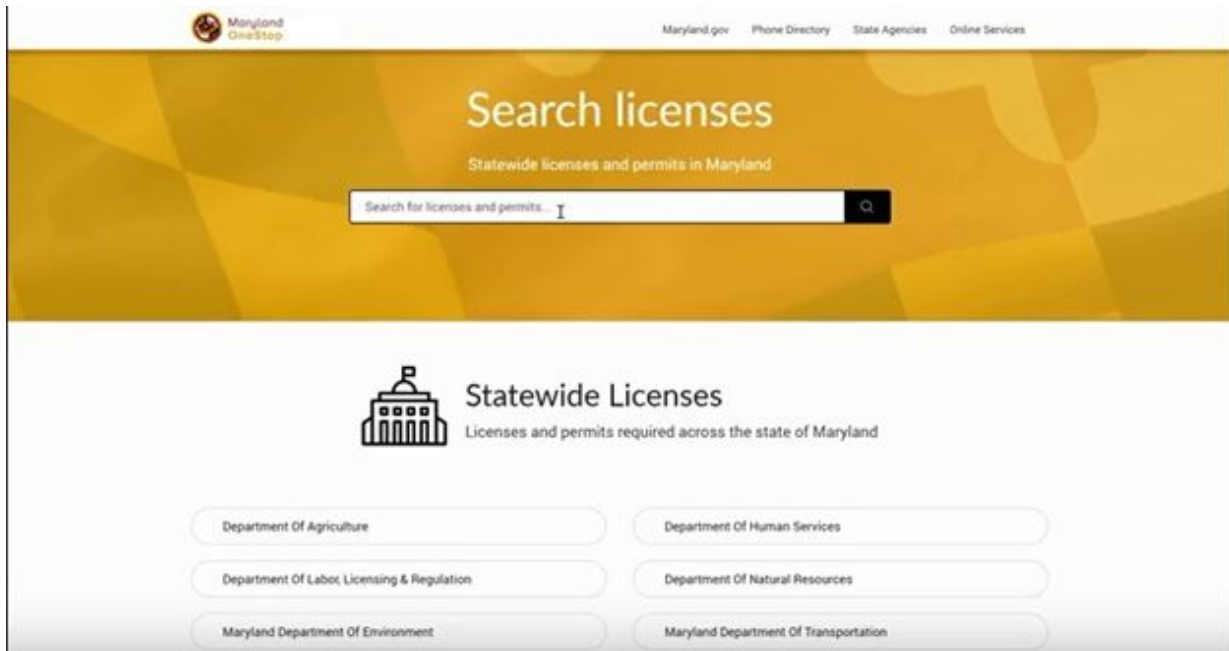 Maryland
OneStop
Maryland.gov Phone Directory State Agencies Online Services
Search licenses
Statewide licenses and permits in Maryland
Search for licenses and permits...
Statewide Licenses
Licenses and permits required across the state of Maryland
Department Of Agriculture
Department Of Human Services
Department Of Labor, Licensing & Regulation
Department Of Natural Resources
Maryland Department Of Environment
Maryland Department Of Transportation